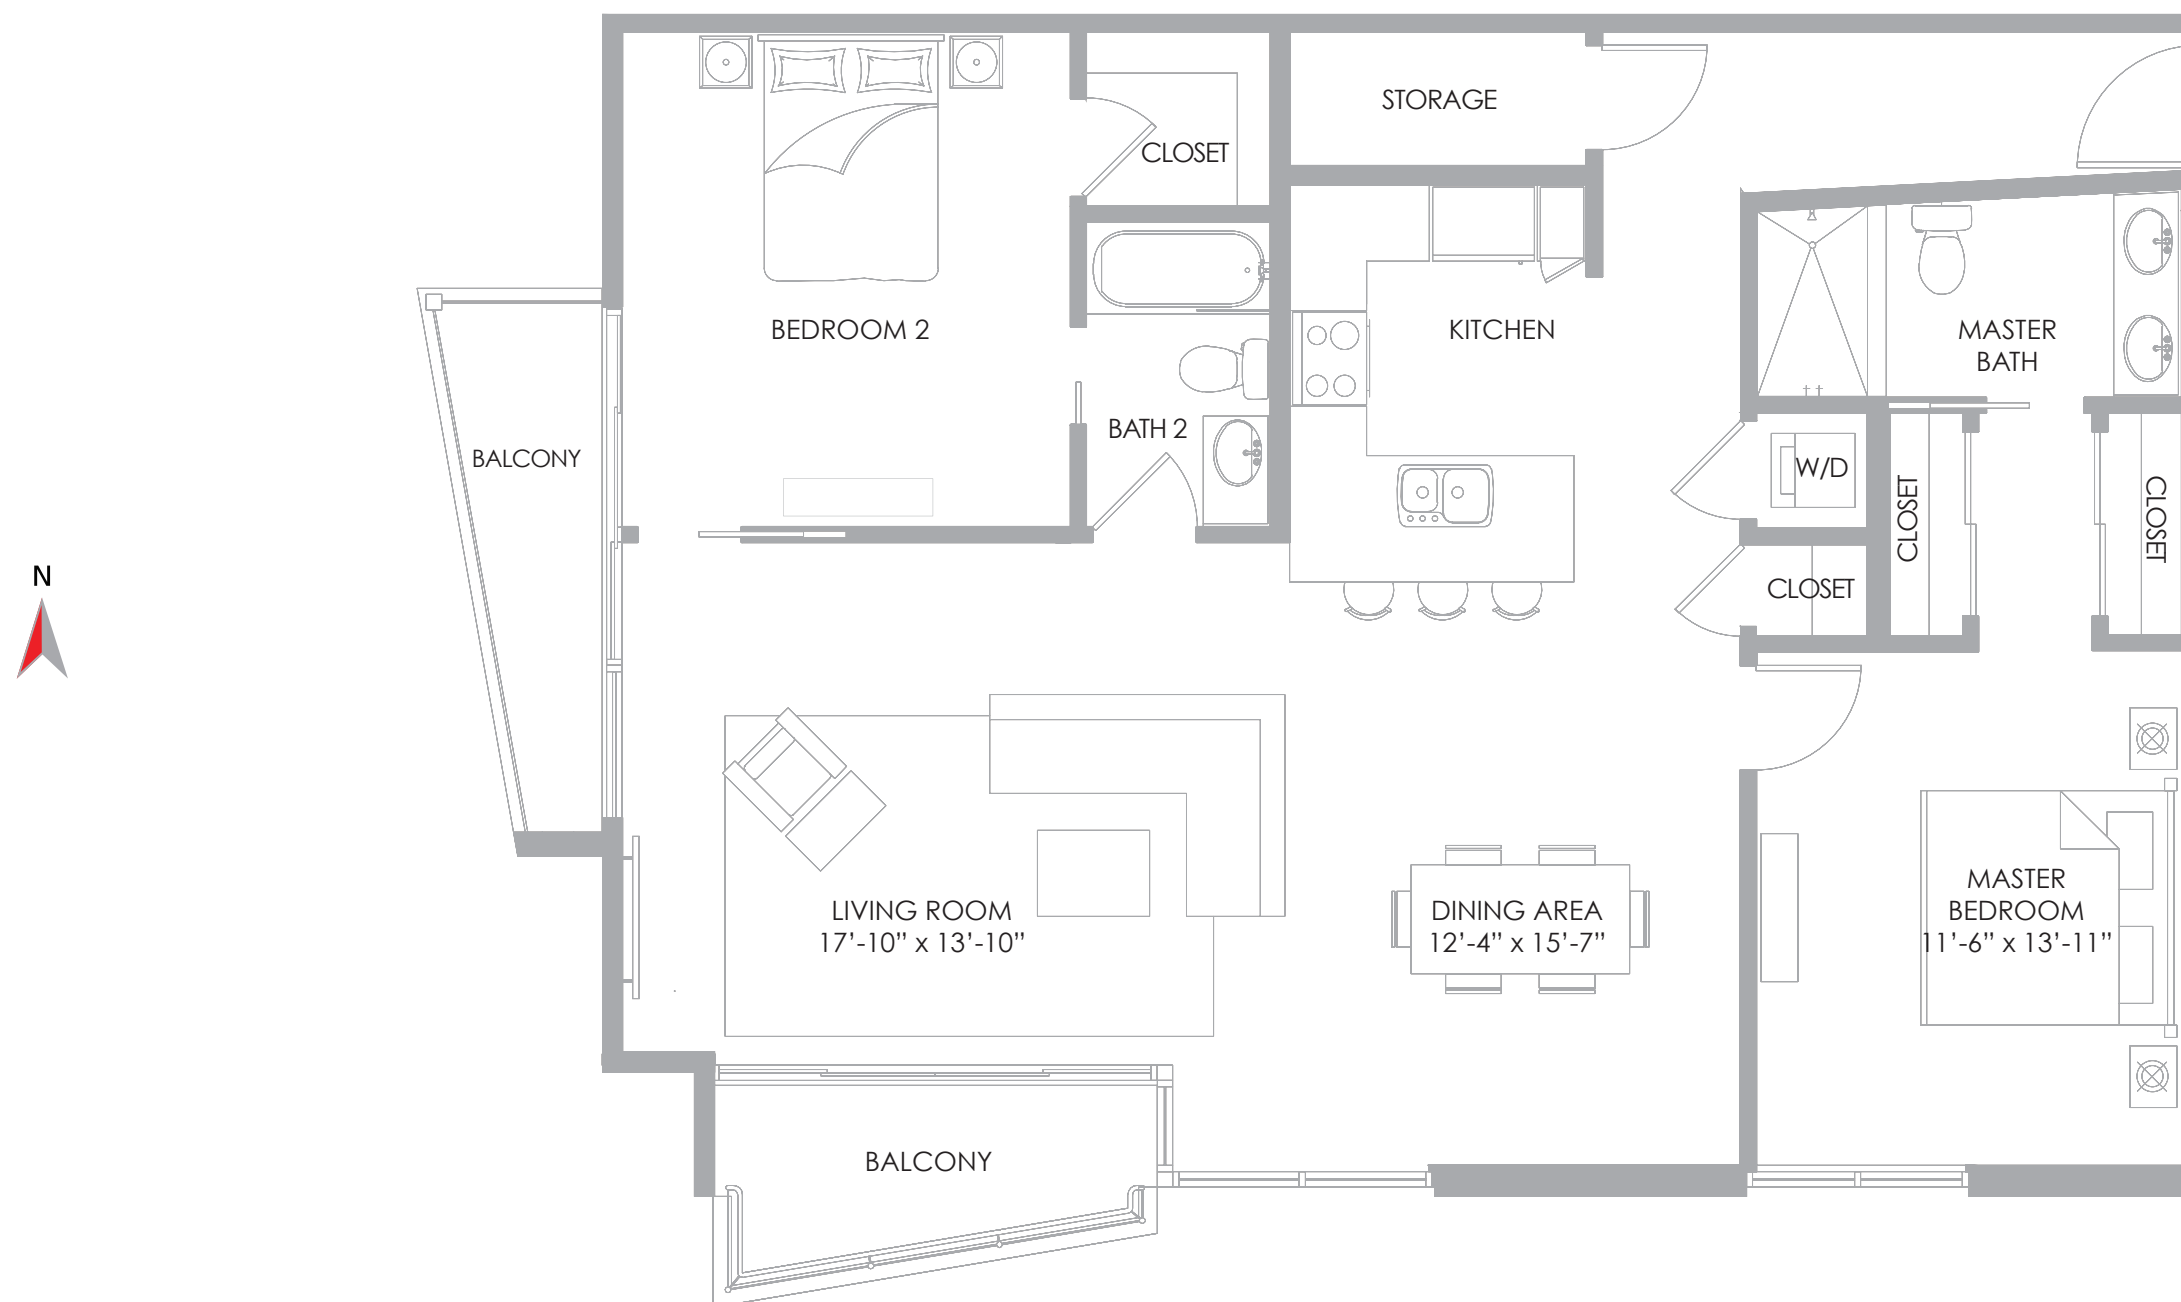 STORAGE
CLOSET
BEDROOM 2
KITCHEN
MASTER
BATH
BATH 2
BALCONY
W/D
CLOSET
CLOSET
N
CLOSET
MASTER
BEDROOM
11’-6” x 13’-11”
LIVING ROOM
17’-10” x 13’-10”
DINING AREA
12’-4” x 15’-7”
BALCONY